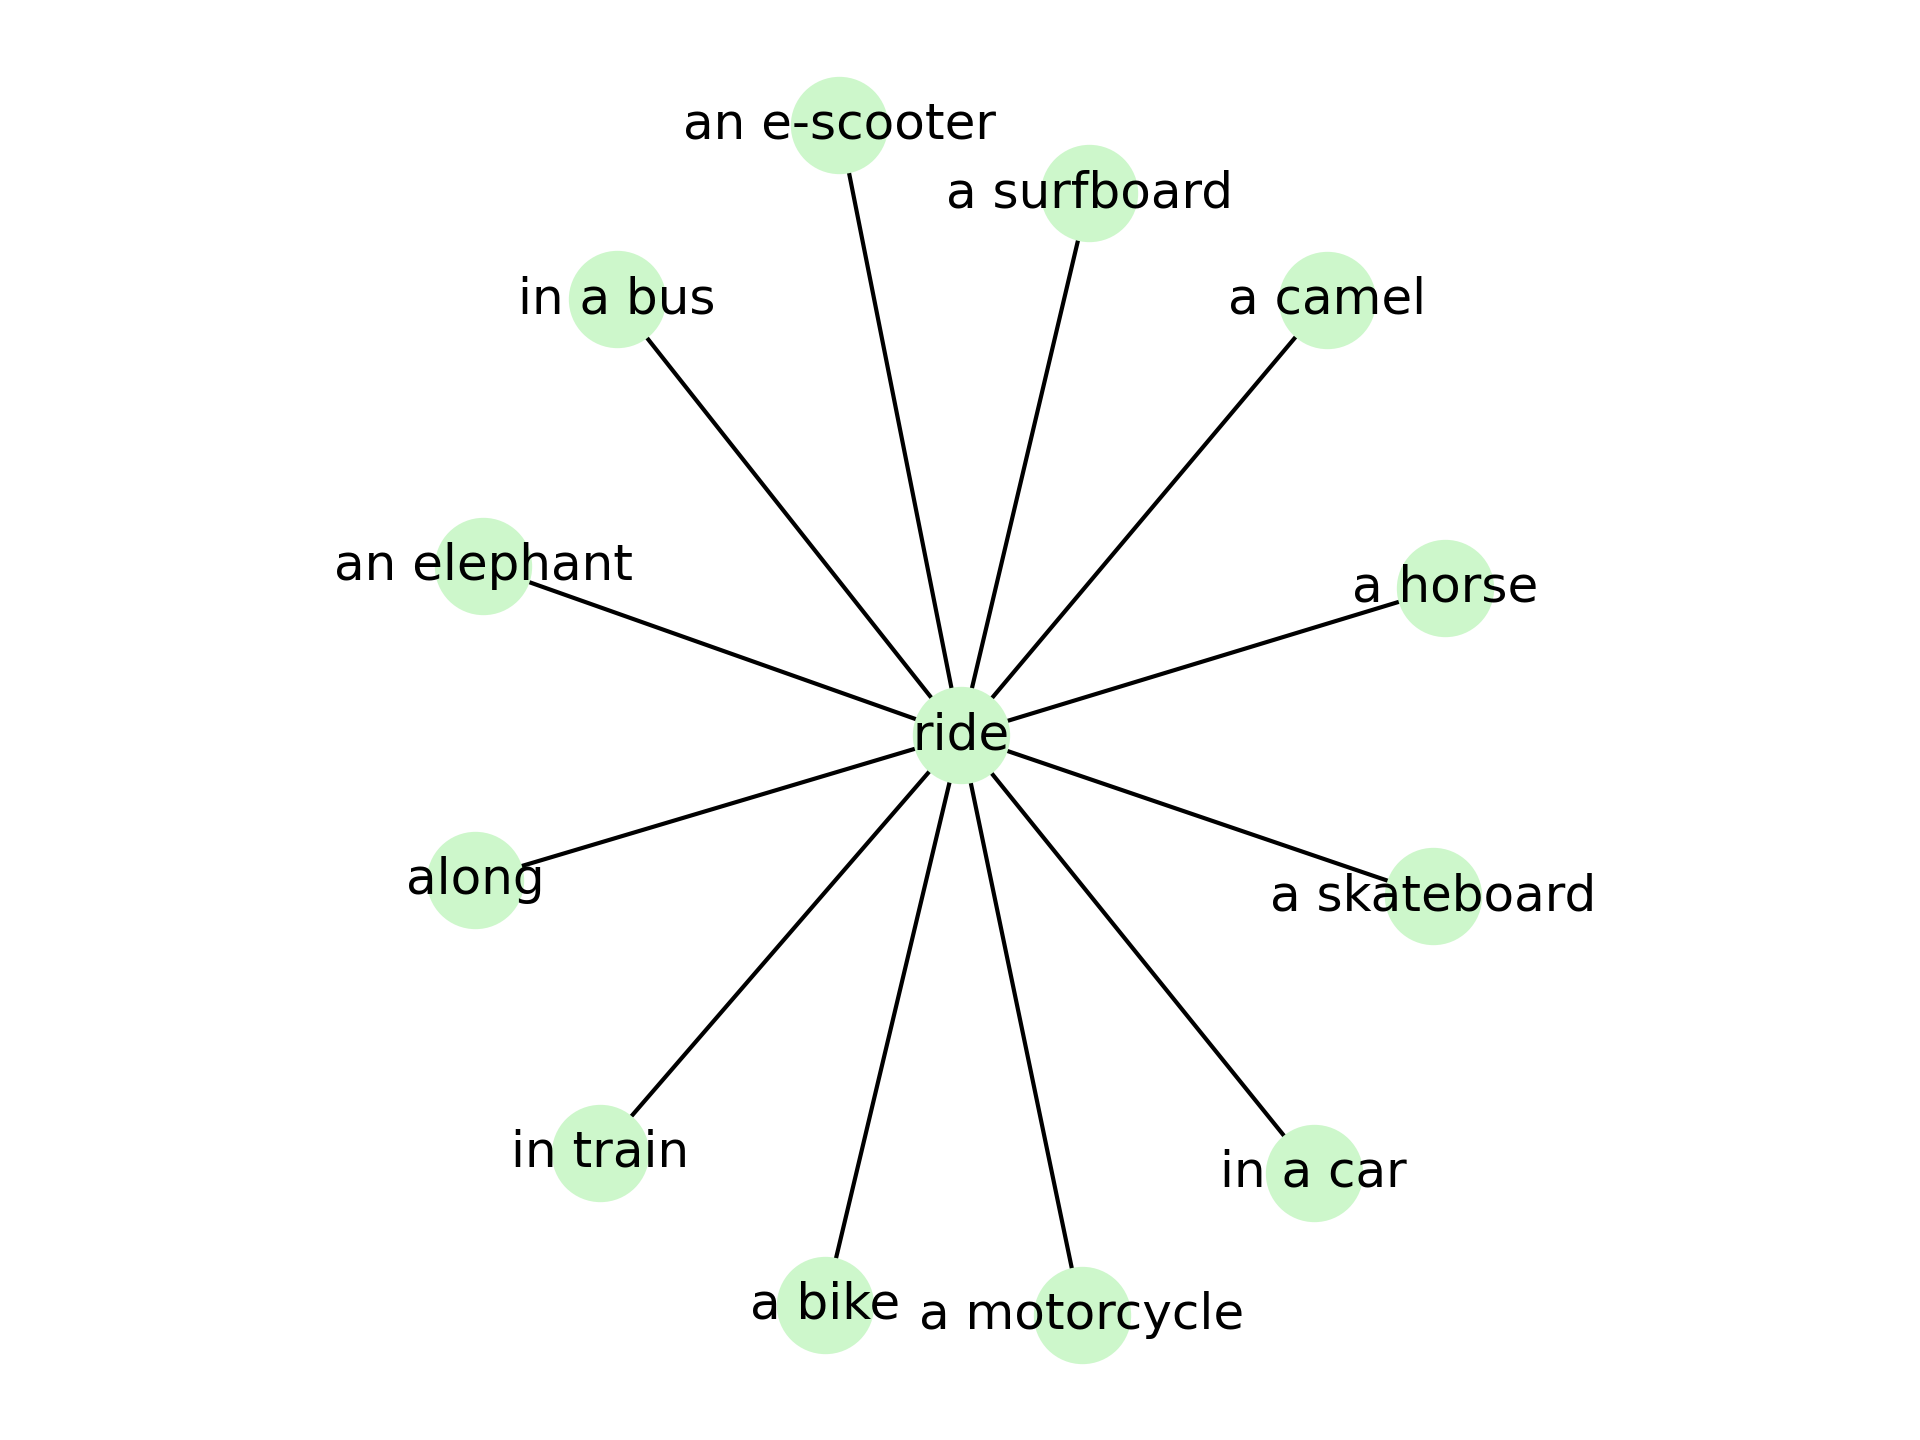 an e-scooter
a surfboard
in a bus
a camel
an elephant
a horse
ride
along
a skateboard
in train
in a car
a bike
a motorcycle